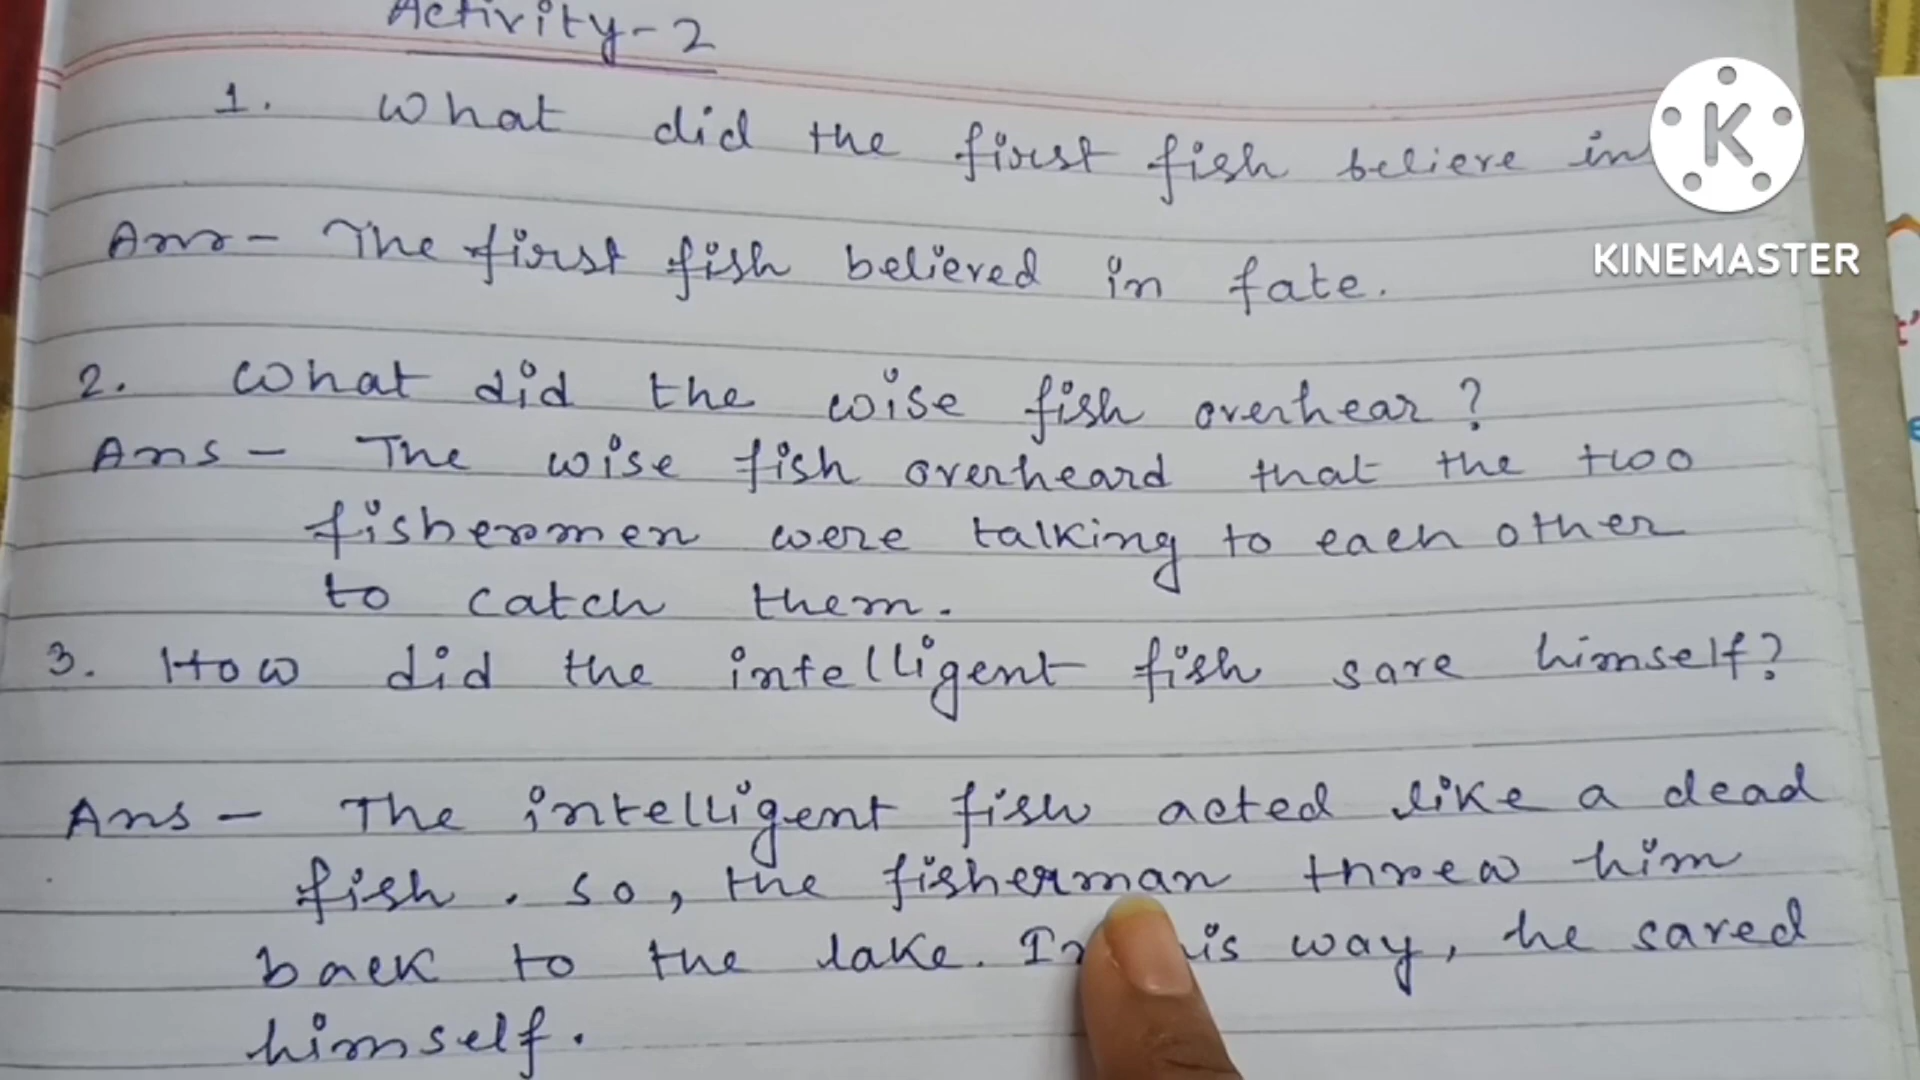 Activity-2
1. What did the first fish believe in
Ans- The first fish believed in fate.
2. What did the wise fish overhear?
Ans - The wise fish overheard that the two
fishermen were talking to each other
to catch them.
3. How did the intelligent fish save himself?
Ans - The intelligent fish acted like a dead
fish. so, the fisherman threw him
back to the lake. In this way, he saved
himself.
K
KINEMASTER